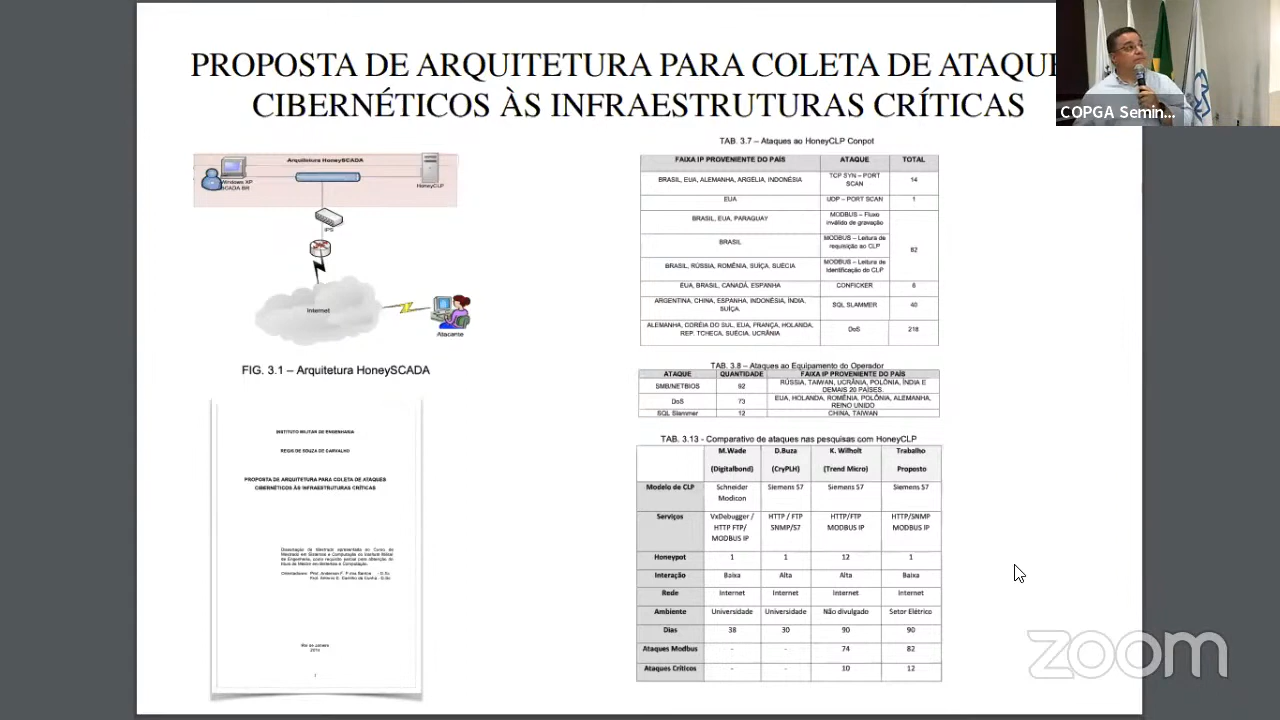 PROPOSTA DE ARQUITETURA PARA COLETA DE ATAQUE
CIBERNÉTICOS ÀS INFRAESTRUTURAS CRÍTICAS
COPGA Semin...
Arquitetura HoneySCADA
Windows XP
SCADA BR
HoneyCLP
IPS
Internet
Atacante
FIG. 3.1 – Arquitetura HoneySCADA
INSTITUTO MILITAR DE ENGENHARIA
REGIS DE SOUZA DE CARVALHO
PROPOSTA DE ARQUITETURA PARA COLETA DE ATAQUES
CIBERNÉTICOS ÀS INFRAESTRUTURAS CRÍTICAS
Rio de Janeiro
TAB. 3.7 – Ataques ao HoneyCLP Conpot
FAIXA IP PROVENIENTE DO PAÍS ATAQUE TOTAL
BRASIL, EUA, ALEMANHA, ARGÉLIA, INDONÉSIA TCP SYN – PORT SCAN 14
EUA UDP – PORT SCAN 1
BRASIL, EUA, PARAGUAY MODBUS – Fluxo inválido de gravação
BRASIL MODBUS – Leitura de requisição ao CLP 82
BRASIL, RÚSSIA, ROMÊNIA, SUÍÇA, SUÉCIA MODBUS – Leitura de Identificação do CLP
EUA, BRASIL, CANADÁ, ESPANHA CONFICKER
ARGENTINA, CHINA, ESPANHA, INDONÉSIA, ÍNDIA, SUÍÇA. SQL SLAMMER 40
ALEMANHA, CORÉIA DO SUL, EUA, FRANÇA, HOLANDA, REP. TCHECA, SUÉCIA, UCRÂNIA DoS 218
TAB. 3.8 – Ataques ao Equipamento do Operador
ATAQUE QUANTIDADE FAIXA IP PROVENIENTE DO PAÍS
SMB/NETBIOS 92 RÚSSIA, TAIWAN, UCRÂNIA, POLÔNIA, ÍNDIA E DEMAIS 20 PAÍSES.
DoS 73 EUA, HOLANDA, ROMÊNIA, POLÔNIA, ALEMANHA, REINO UNIDO
SQL Slammer 12 CHINA, TAIWAN
TAB. 3.13 - Comparativo de ataques nas pesquisas com HoneyCLP
M.Wade (Digitalbond) D.Buza (CryPLH) K. Wilholt (Trend Micro) Trabalho Proposto
Modelo de CLP Schneider Modicon Siemens S7 Siemens S7 Siemens S7
Serviços VxDebugger / HTTP FTP/ MODBUS IP HTTP / FTP SNMP/S7 HTTP/FTP MODBUS IP HTTP/SNMP MODBUS IP
Honeypot 1 1 12 1
Interação Baixa Alta Alta Baixa
Rede Internet Internet Internet Internet
Ambiente Universidade Universidade Não divulgado Setor Elétrico
Dias 38 30 90 90
Ataques Modbus - - 74 82
Ataques Críticos - - 10 12
zoom